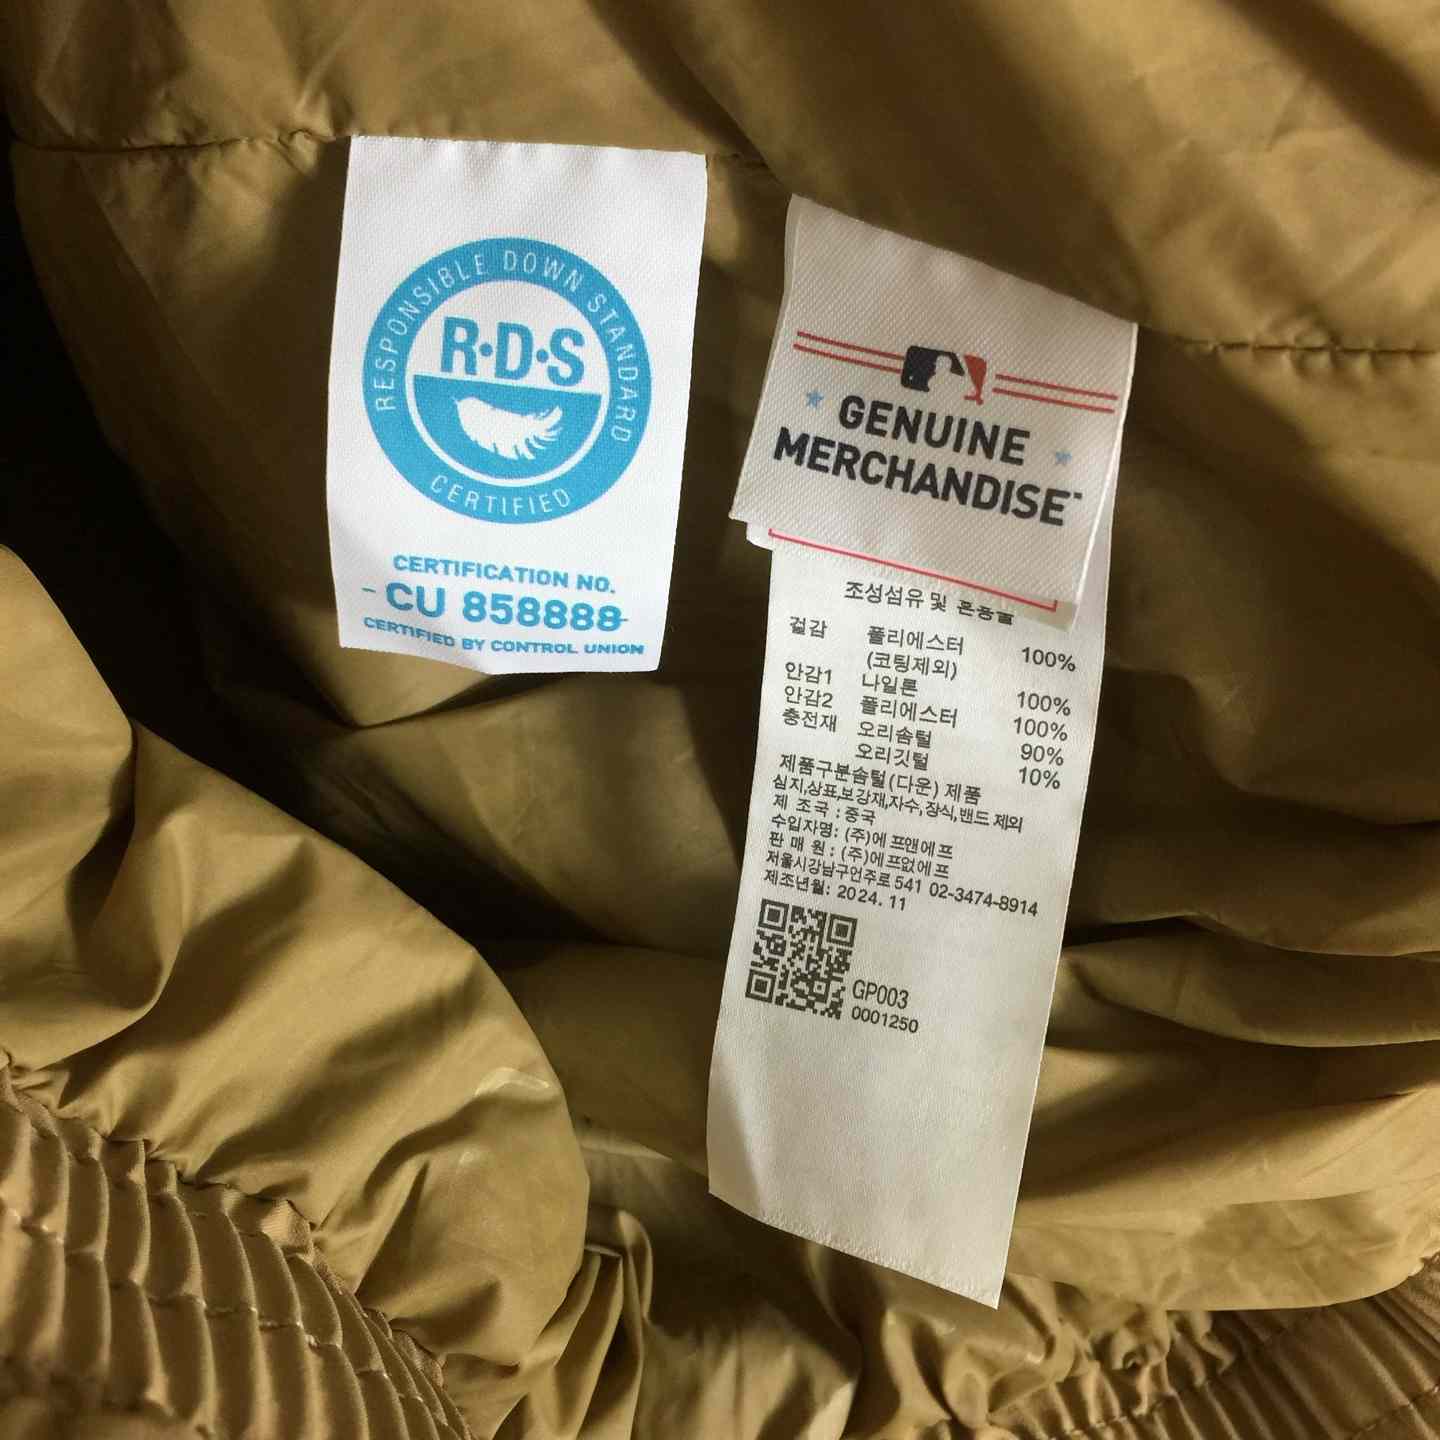 RESPONSIBLE DOWN STANDARD
R·D·S
CERTIFIED
CERTIFICATION NO.
- CU 858888-
CERTIFIED BY CONTROL UNION
GENUINE
MERCHANDISE™
조성섬유 및 혼용률
겉감 폴리에스터 100%
(코팅제외)
안감1 나일론 100%
안감2 폴리에스터 100%
충전재 오리솜털 90%
오리깃털 10%
제품구분솜털(다운) 제품
심지,상표,보강재,자수,장식,밴드 제외
제 조국 : 중국
수입자명: (주)에프앤에프
판 매 원 : (주)에프없에프
저울시강남구언주로 541 02-3474-8914
제조년월: 2024. 11
GP003
0001250